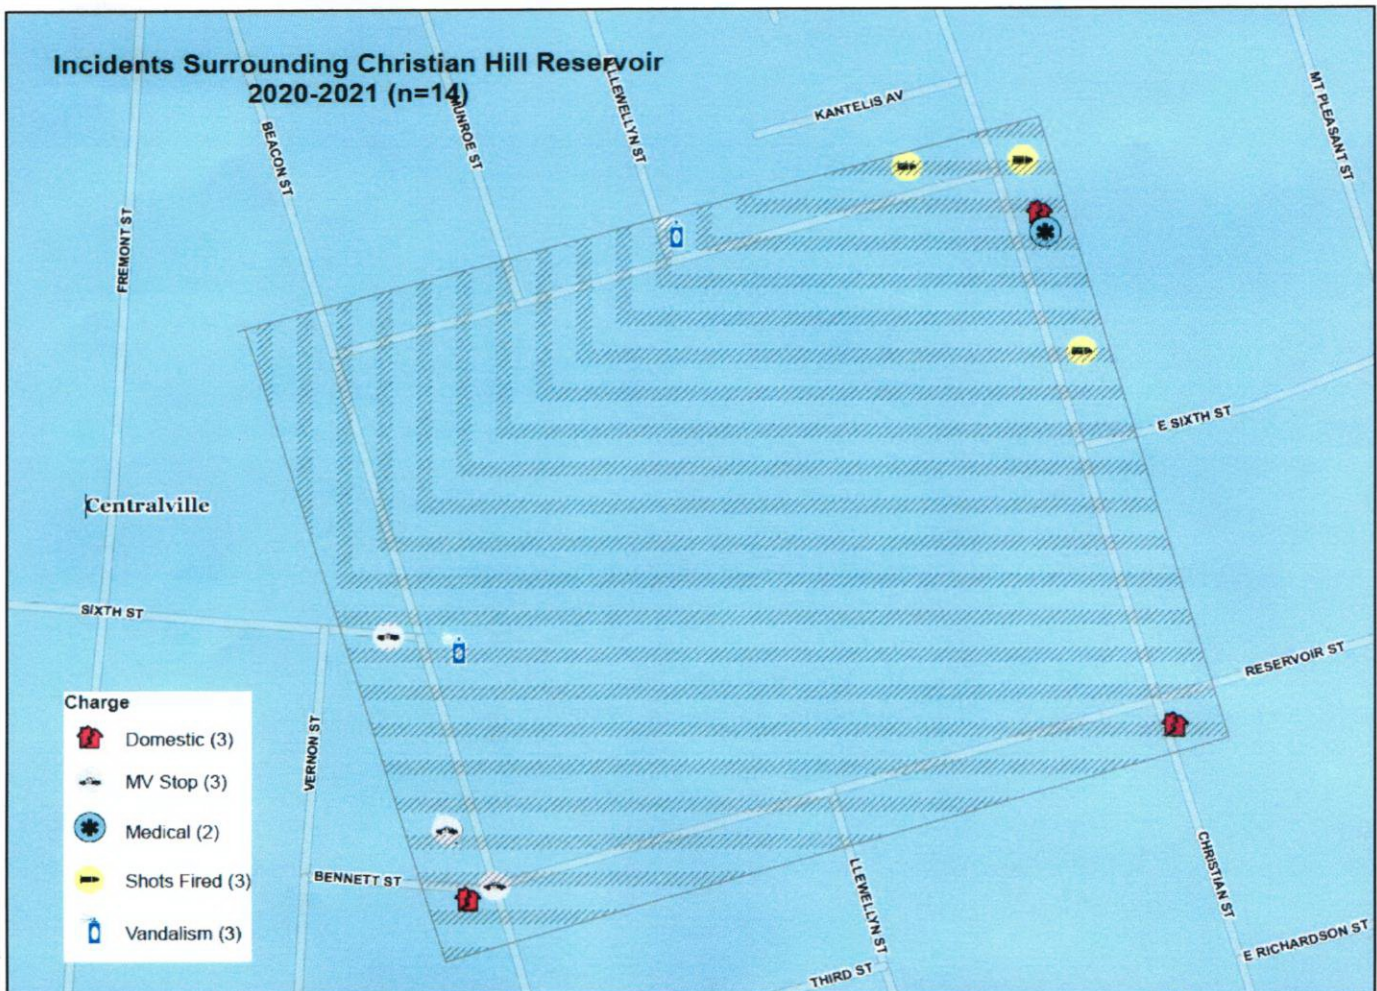 Incidents Surrounding Christian Hill Reservoir
2020-2021 (n=14)
BEACON ST
MUNROE ST
LLEWELLYN ST
KANTELIS AV
MT PLEASANT ST
FREMONT ST
E SIXTH ST
Centralville
SIXTH ST
RESERVOIR ST
Charge
Domestic (3)
MV Stop (3)
Medical (2)
Shots Fired (3)
Vandalism (3)
VERNON ST
BENNETT ST
LLEWELLYN ST
CHRISTIAN ST
E RICHARDSON ST
THIRD ST